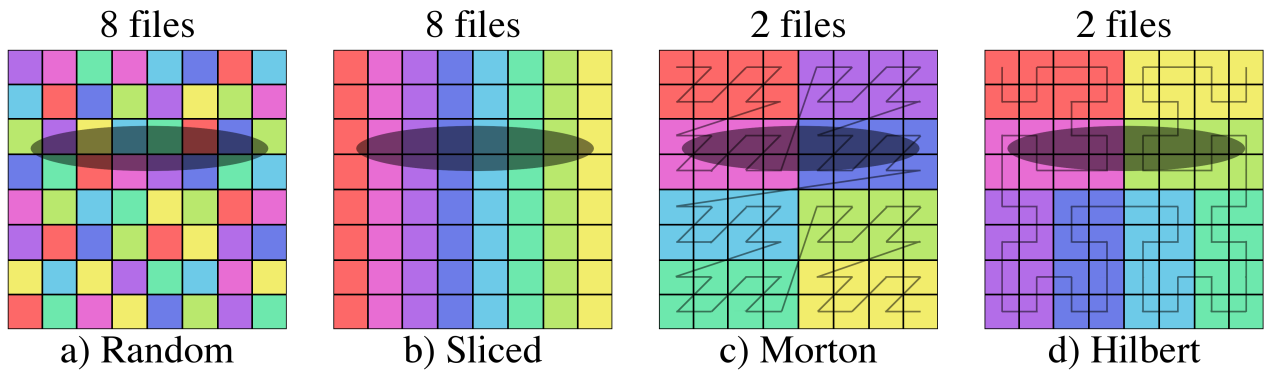 8 files
8 files
2 files
2 files
a) Random
b) Sliced
c) Morton
d) Hilbert